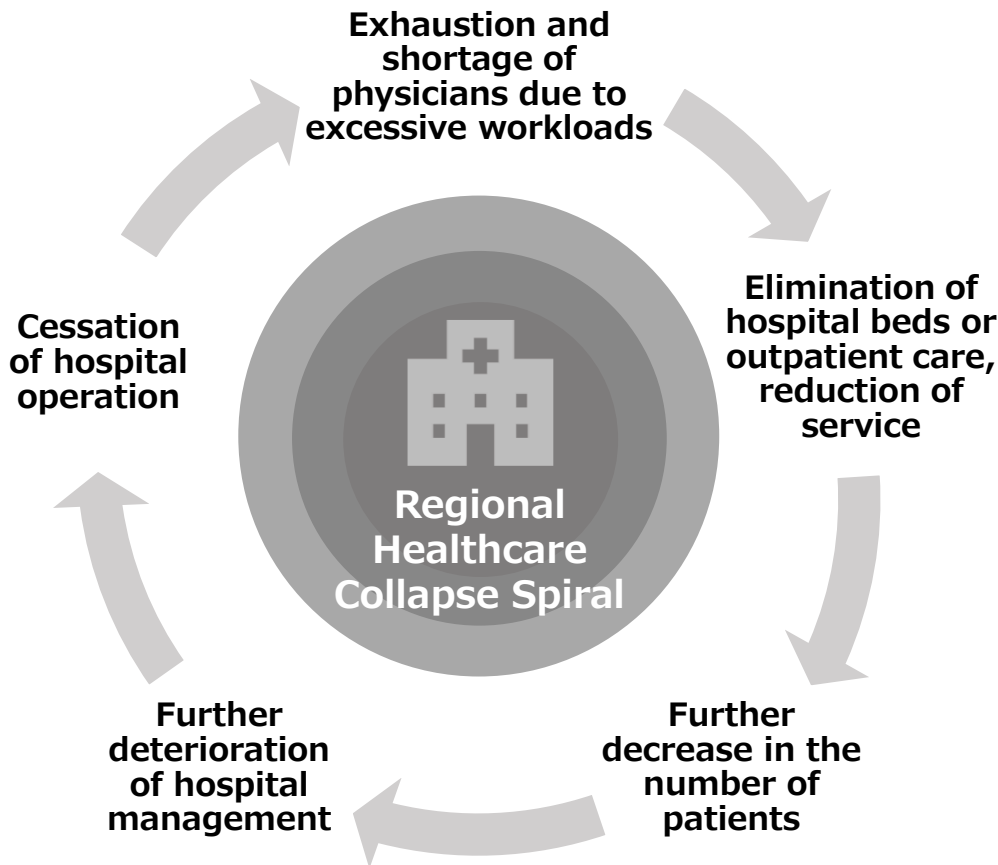 Exhaustion and
shortage of
physicians due to
excessive workloads
Elimination of
hospital beds or
outpatient care,
reduction of
service
Further
decrease in the
number of
patients
Further
deterioration
of hospital
management
Cessation
of hospital
operation
Regional
Healthcare
Collapse Spiral